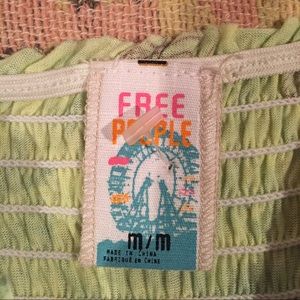 FREE
PEOPLE
m/m
MADE IN CHINA
FABRIQUÉ EN CHINE